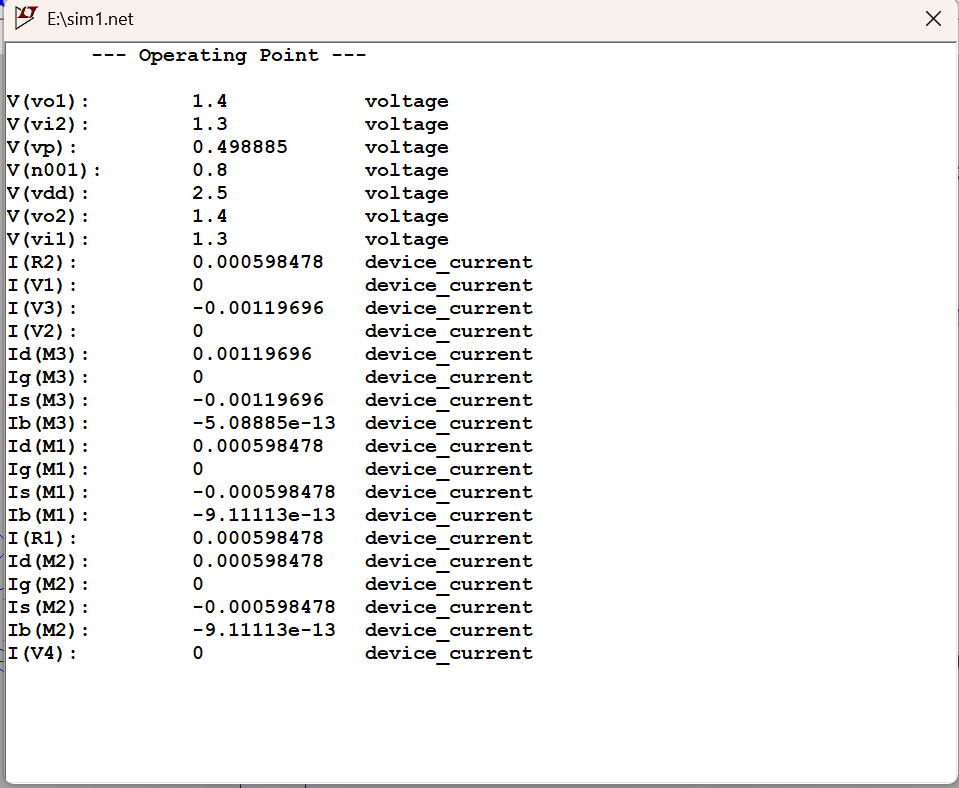 E:\sim1.net
--- Operating Point ---
V(vo1): 1.4 voltage
V(vi2): 1.3 voltage
V(vp): 0.498885 voltage
V(n001): 0.8 voltage
V(vdd): 2.5 voltage
V(vo2): 1.4 voltage
V(vi1): 1.3 voltage
I(R2): 0.000598478 device_current
I(V1): 0 device_current
I(V3): -0.00119696 device_current
I(V2): 0 device_current
Id(M3): 0.00119696 device_current
Ig(M3): 0 device_current
Is(M3): -0.00119696 device_current
Ib(M3): -5.08885e-13 device_current
Id(M1): 0.000598478 device_current
Ig(M1): 0 device_current
Is(M1): -0.000598478 device_current
Ib(M1): -9.11113e-13 device_current
I(R1): 0.000598478 device_current
Id(M2): 0.000598478 device_current
Ig(M2): 0 device_current
Is(M2): -0.000598478 device_current
Ib(M2): -9.11113e-13 device_current
I(V4): 0 device_current